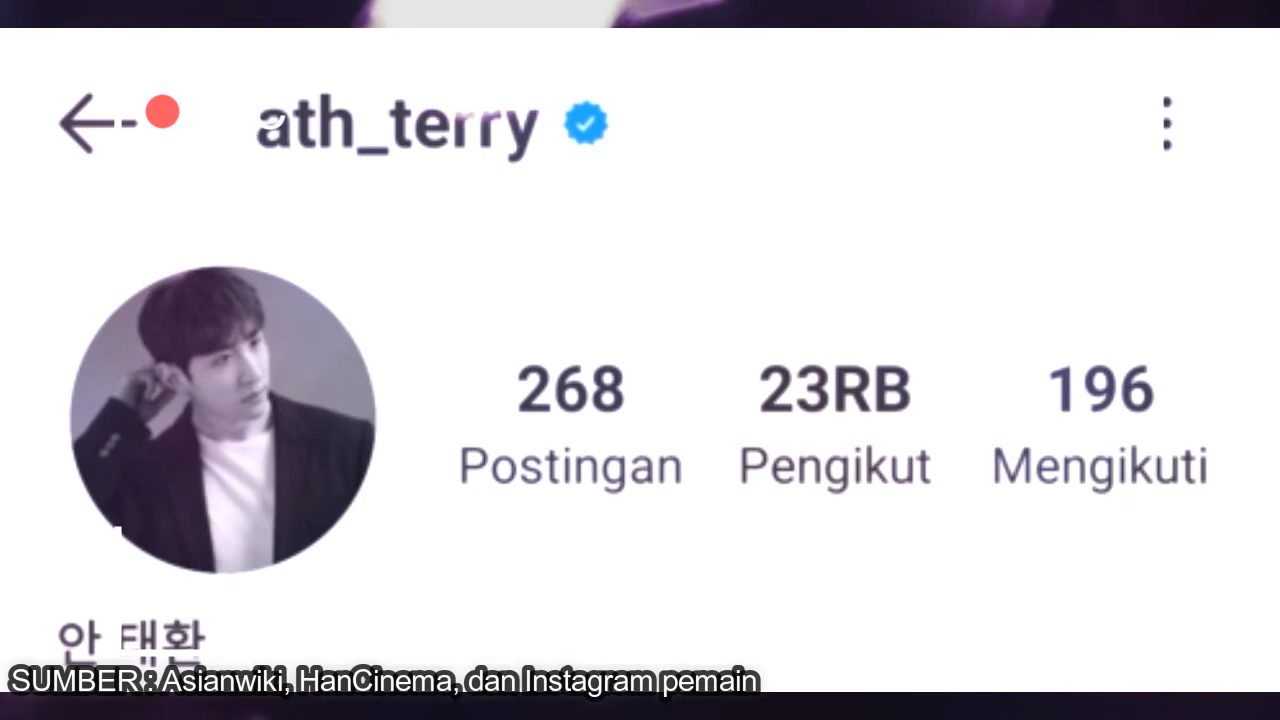 ath_terry
268 23RB 196
Postingan Pengikut Mengikuti
안 태환
SUMBER : Asianwiki, HanCinema, dan Instagram pemain